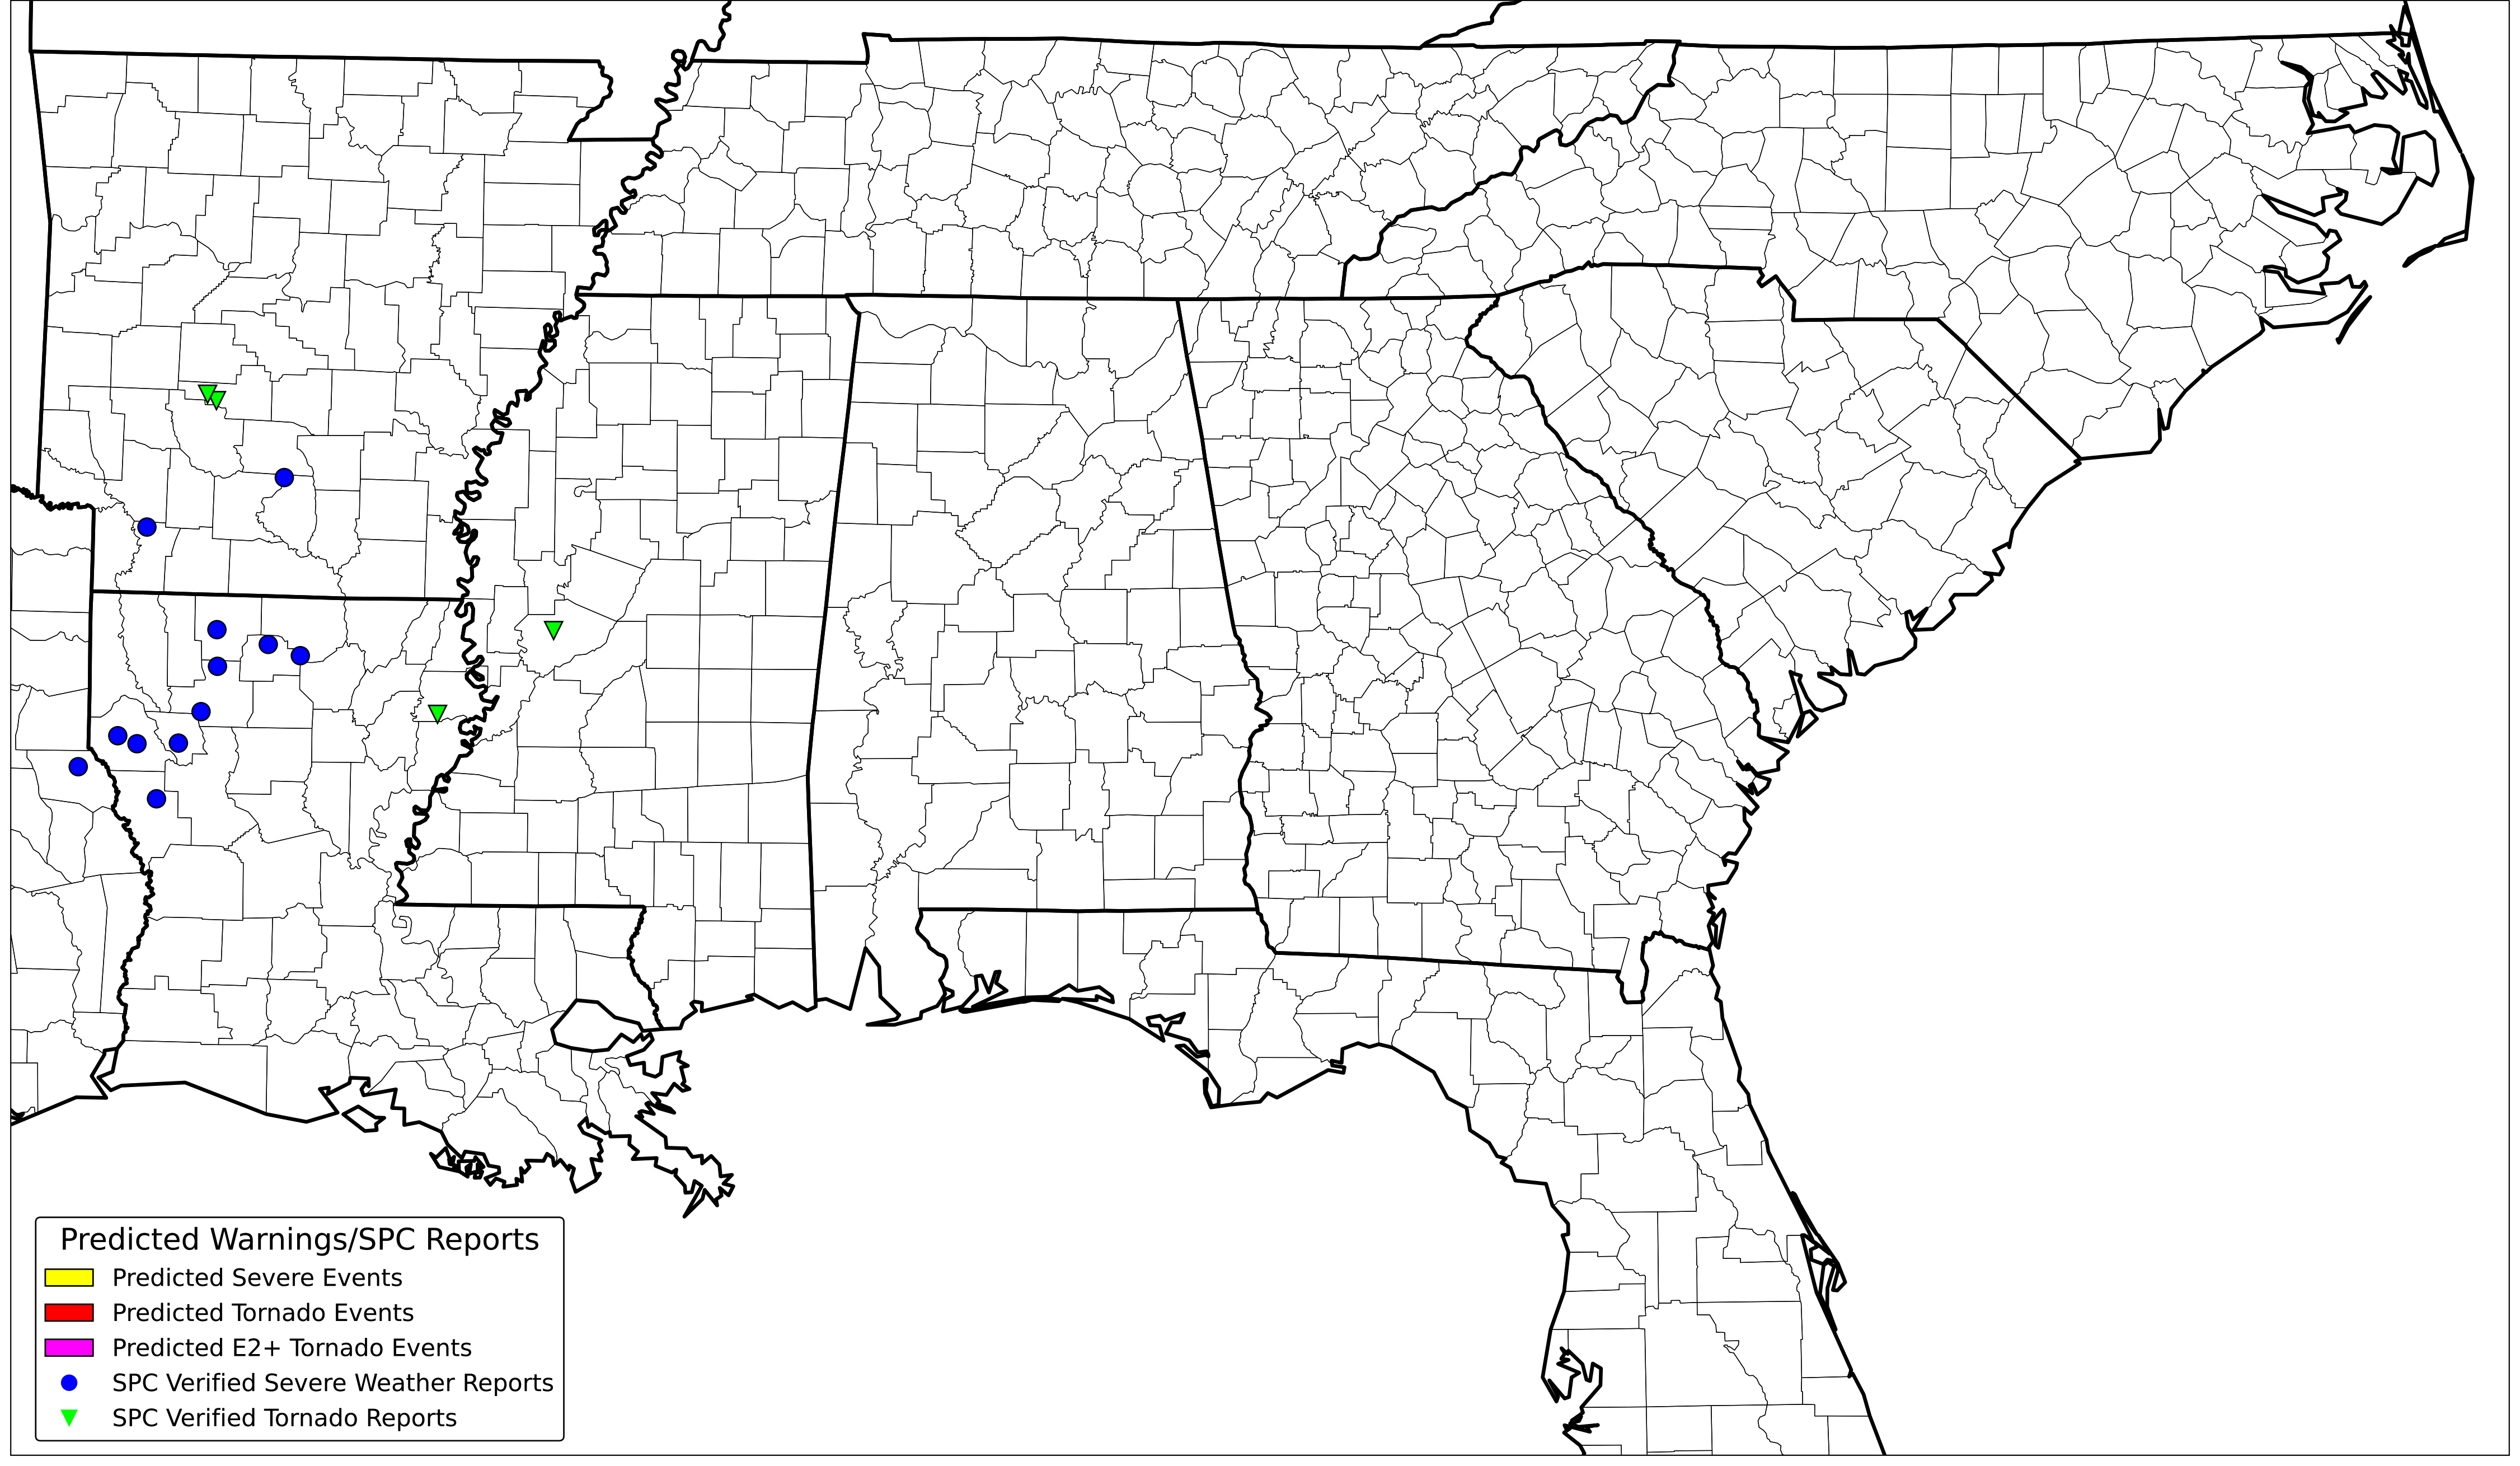 Predicted Warnings/SPC Reports
Predicted Severe Events
Predicted Tornado Events
Predicted E2+ Tornado Events
SPC Verified Severe Weather Reports
SPC Verified Tornado Reports